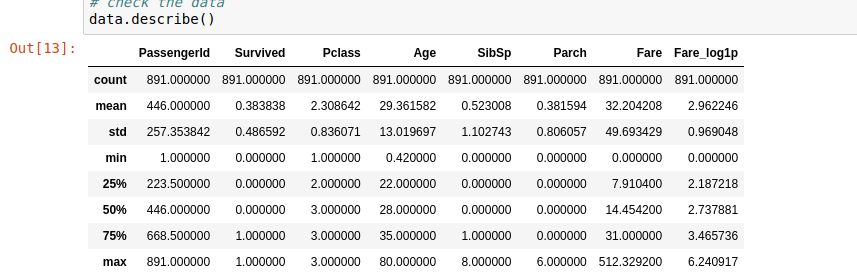 # check the data
data.describe()
Out[13]:
PassengerId Survived Pclass Age SibSp Parch Fare Fare_log1p
count 891.000000 891.000000 891.000000 891.000000 891.000000 891.000000 891.000000 891.000000
mean 446.000000 0.383838 2.308642 29.361582 0.523008 0.381594 32.204208 2.962246
std 257.353842 0.486592 0.836071 13.019697 1.102743 0.806057 49.693429 0.969048
min 1.000000 0.000000 1.000000 0.420000 0.000000 0.000000 0.000000 0.000000
25% 223.500000 0.000000 2.000000 22.000000 0.000000 0.000000 7.910400 2.187218
50% 446.000000 0.000000 3.000000 28.000000 0.000000 0.000000 14.454200 2.737881
75% 668.500000 1.000000 3.000000 35.000000 1.000000 0.000000 31.000000 3.465736
max 891.000000 1.000000 3.000000 80.000000 8.000000 6.000000 512.329200 6.240917